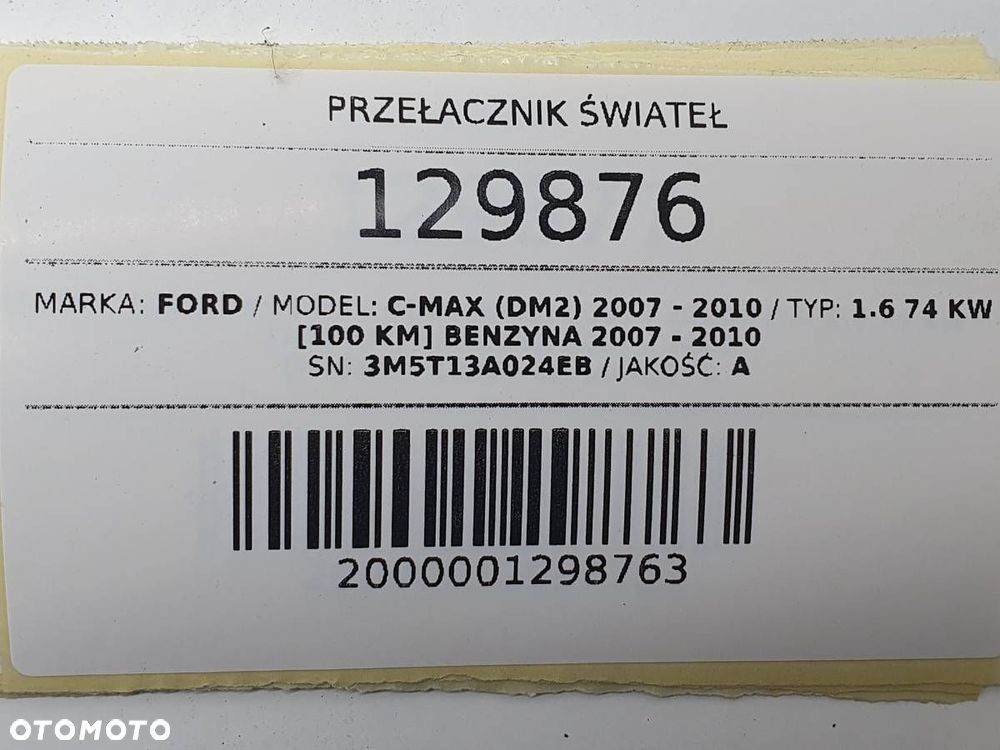 PRZEŁACZNIK ŚWIATEŁ
129876
MARKA: FORD / MODEL: C-MAX (DM2) 2007 - 2010 / TYP: 1.6 74 KW
[100 KM] BENZYNA 2007 - 2010
SN: 3M5T13A024EB / JAKOŚĆ: A
2000001298763
OTOMOTO